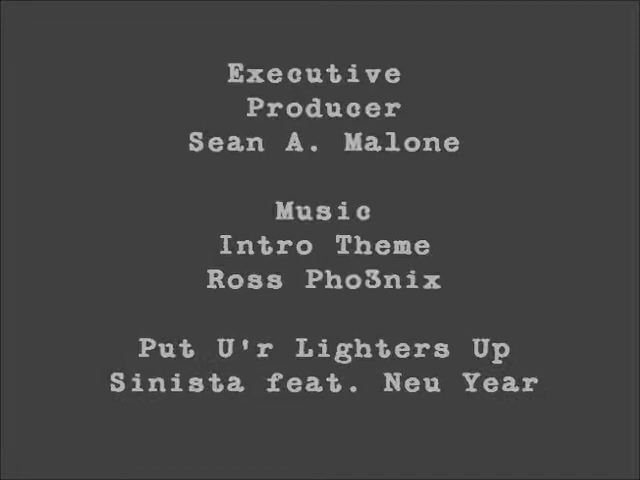 Executive
Producer
Sean A. Malone
Music
Intro Theme
Ross Pho3nix
Put U'r Lighters Up
Sinista feat. Neu Year